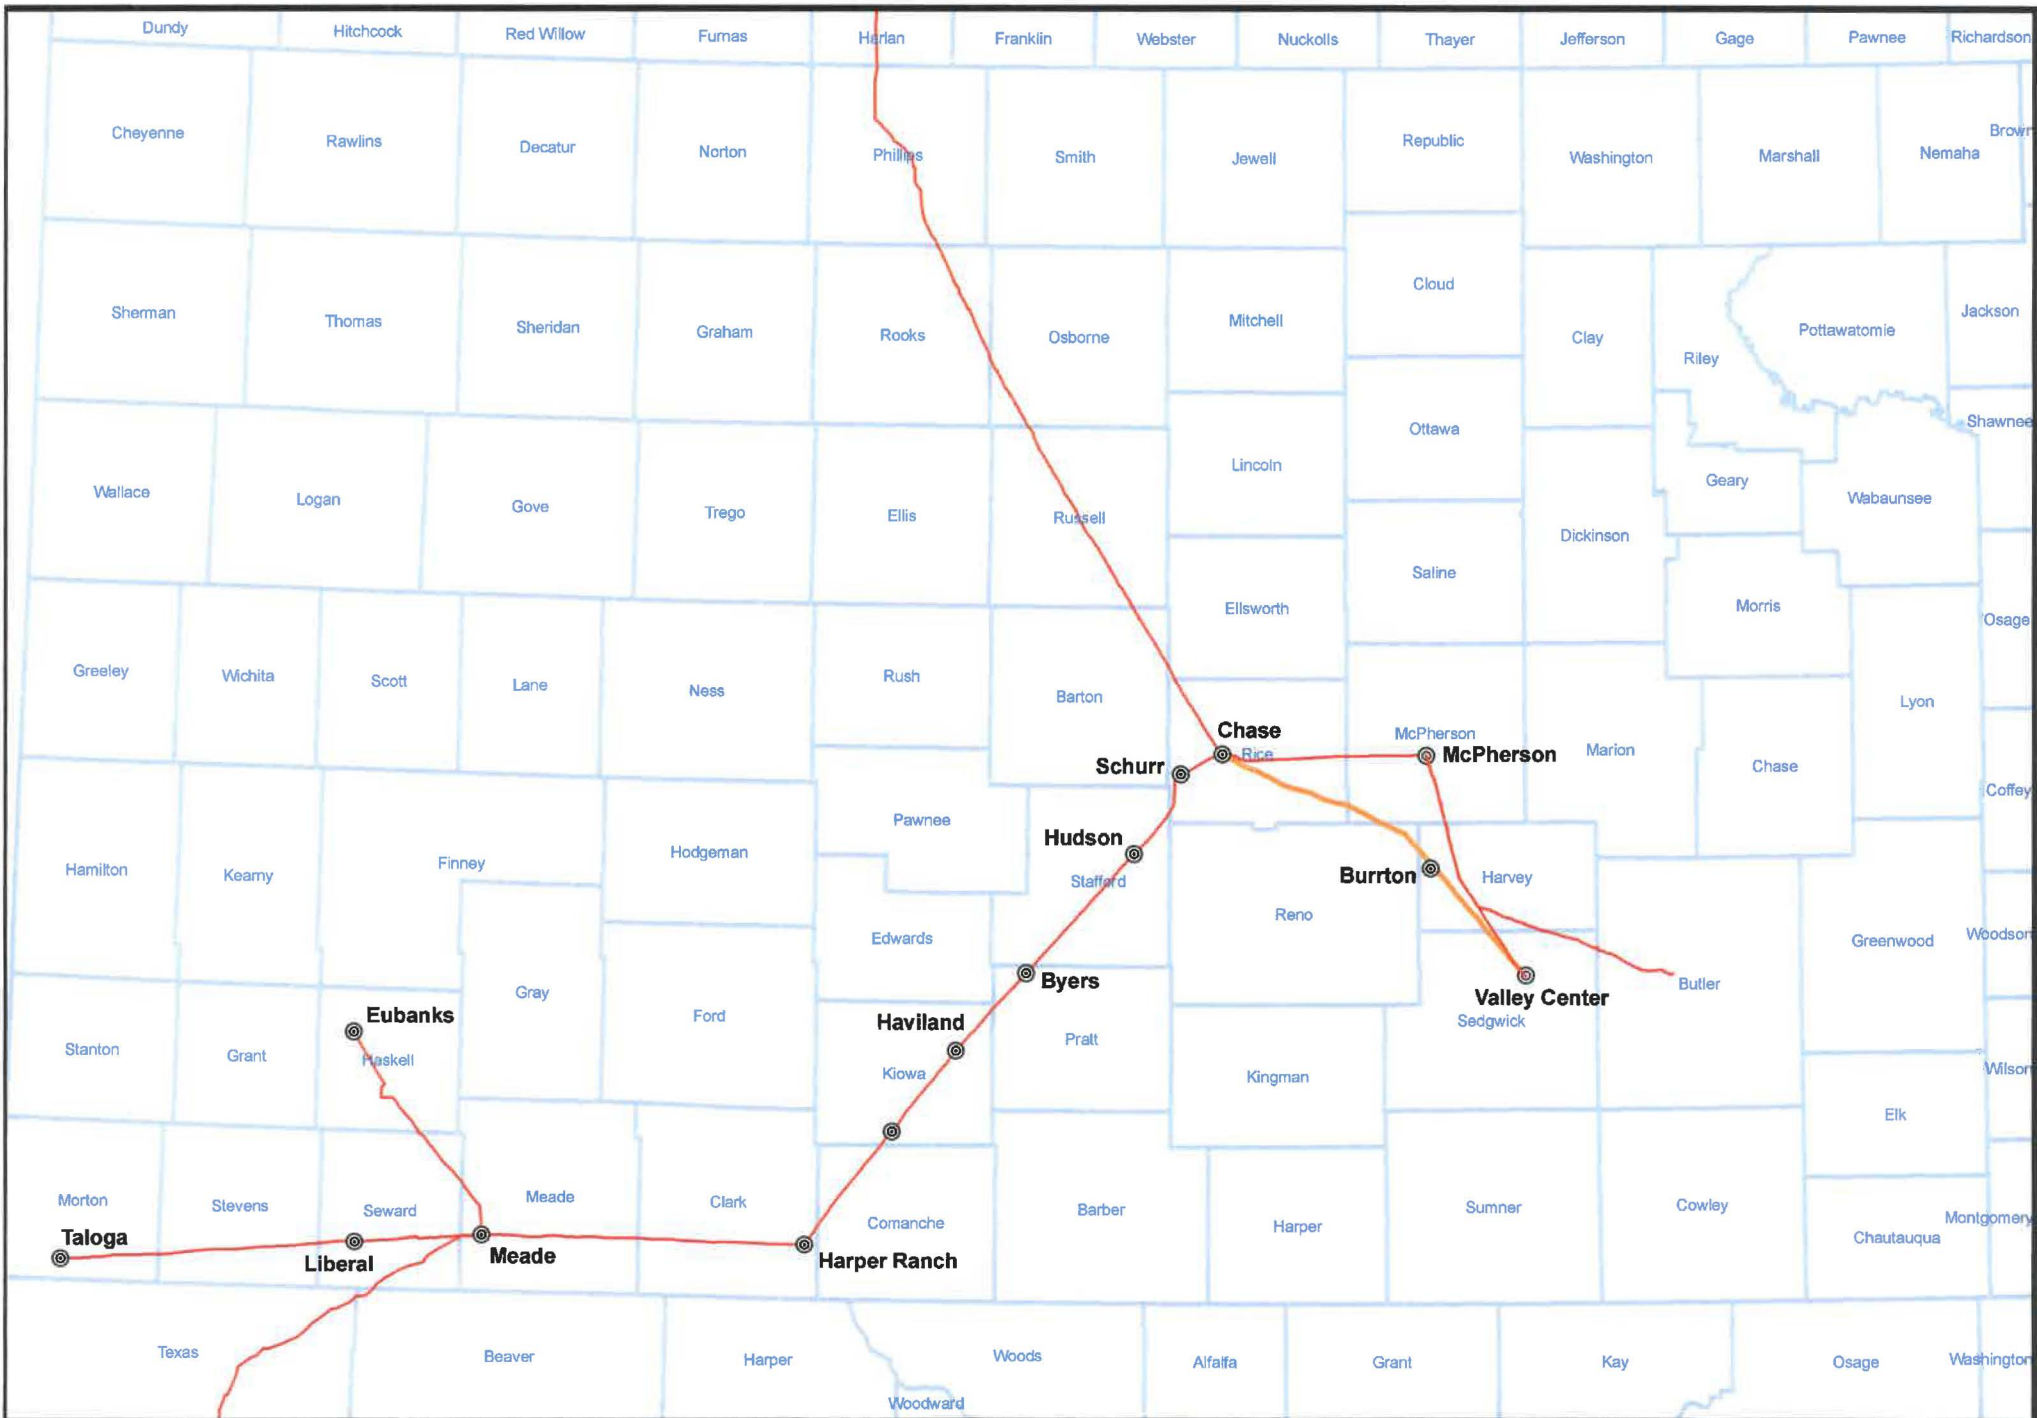 Dundy
Hitchcock
Red Willow
Furnas
Harlan
Franklin
Webster
Nuckolls
Thayer
Jefferson
Gage
Pawnee
Richardson
Cheyenne
Rawlins
Decatur
Norton
Phillips
Smith
Jewell
Republic
Washington
Marshall
Nemaha
Brown
Sherman
Thomas
Sheridan
Graham
Rooks
Osborne
Mitchell
Cloud
Clay
Riley
Pottawatomie
Jackson
Shawnee
Wallace
Logan
Gove
Trego
Ellis
Russell
Lincoln
Ottawa
Saline
Dickinson
Geary
Wabaunsee
Ellsworth
Morris
Osage
Greeley
Wichita
Scott
Lane
Ness
Rush
Barton
Chase
Rice
McPherson
McPherson
Marion
Chase
Lyon
Schurr
Coffey
Hamilton
Kearny
Finney
Hodgeman
Pawnee
Hudson
Stafford
Burrton
Harvey
Reno
Edwards
Greenwood
Woodson
Byers
Butler
Valley Center
Sedgwick
Gray
Ford
Eubanks
Haskell
Haviland
Kiowa
Pratt
Kingman
Stanton
Grant
Wilson
Elk
Morton
Stevens
Seward
Meade
Clark
Comanche
Barber
Harper
Sumner
Cowley
Montgomery
Chautauqua
Taloga
Liberal
Meade
Harper Ranch
Texas
Beaver
Harper
Woods
Woodward
Alfalfa
Grant
Kay
Osage
Washington